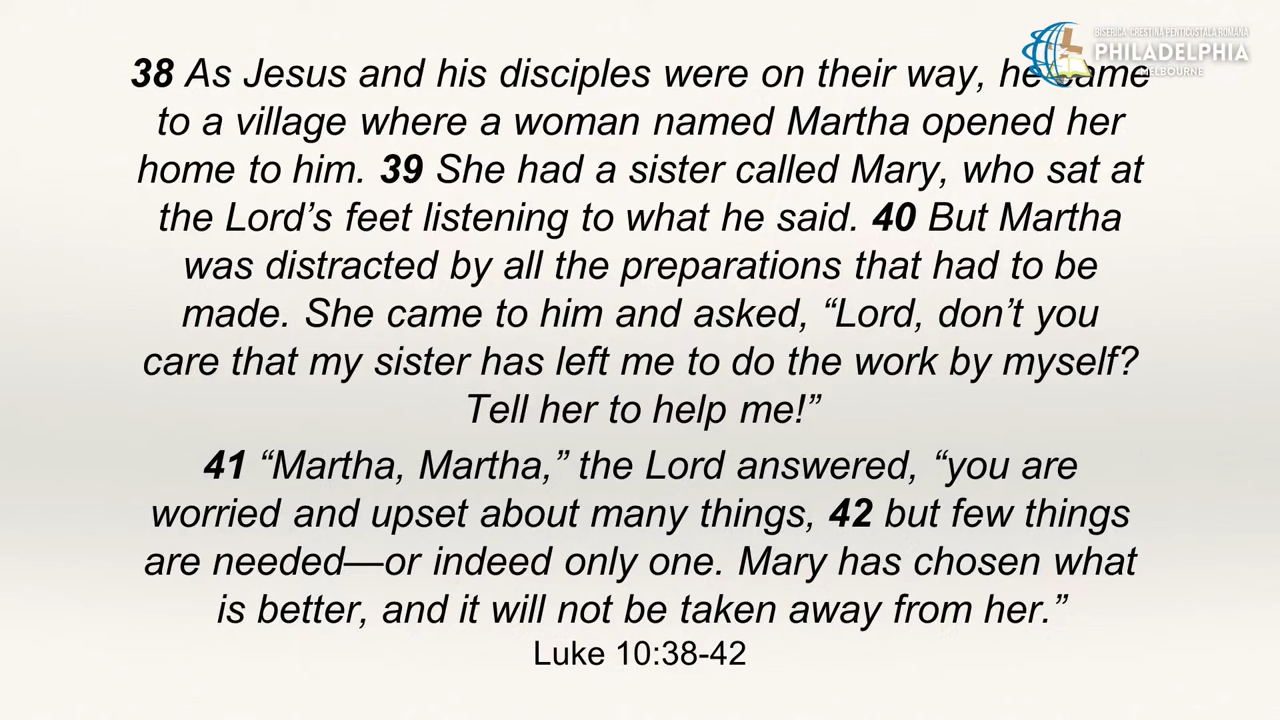 BISERICA CRESTINA PENTICOSTALA ROMANA
PHILADELPHIA
MELBOURNE
38 As Jesus and his disciples were on their way, he came
to a village where a woman named Martha opened her
home to him. 39 She had a sister called Mary, who sat at
the Lord’s feet listening to what he said. 40 But Martha
was distracted by all the preparations that had to be
made. She came to him and asked, “Lord, don’t you
care that my sister has left me to do the work by myself?
Tell her to help me!”
41 “Martha, Martha,” the Lord answered, “you are
worried and upset about many things, 42 but few things
are needed—or indeed only one. Mary has chosen what
is better, and it will not be taken away from her.”
Luke 10:38-42